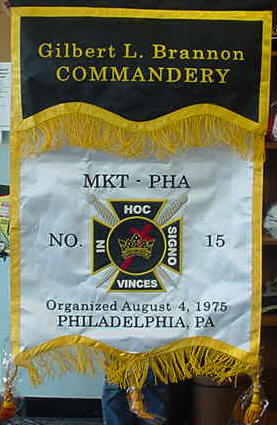 Gilbert L. Brannon
COMMANDERY
MKT - PHA
HOC
NO. IN SIGNO 15
VINCES
Organized August 4, 1975
PHILADELPHIA, PA